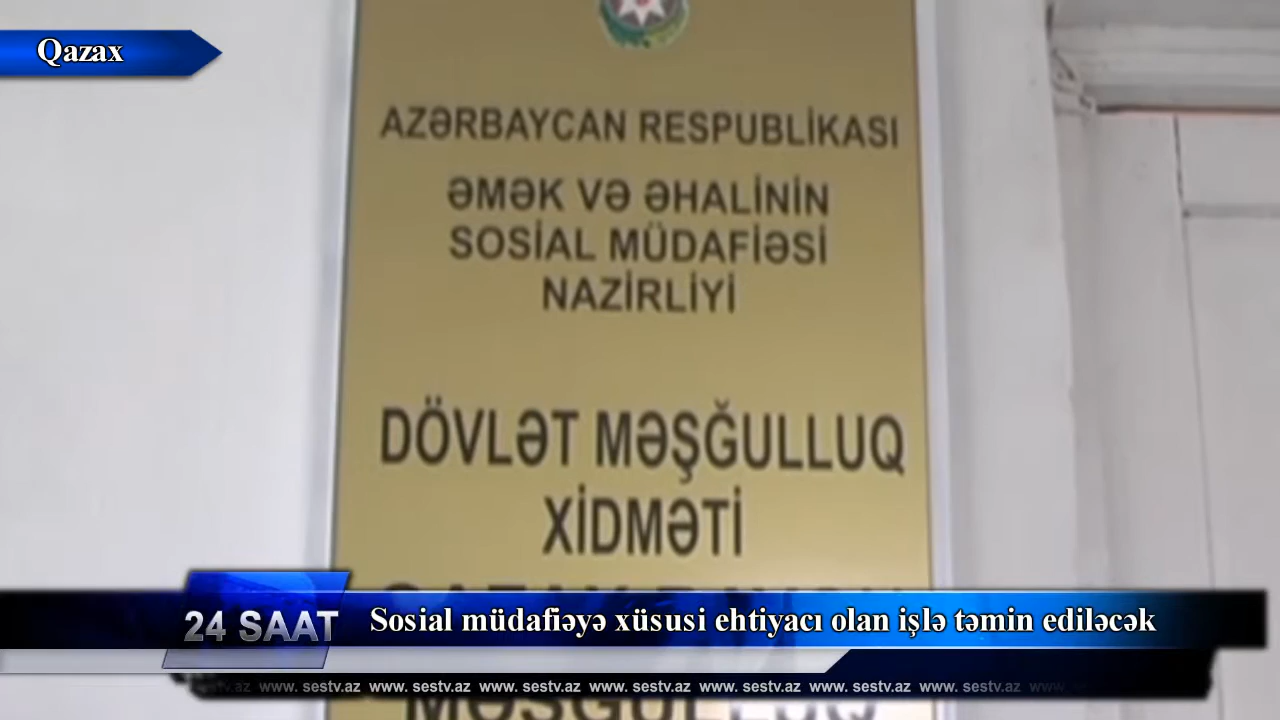 Qazax
AZƏRBAYCAN RESPUBLİKASI
ƏMƏK VƏ ƏHALİNİN
SOSİAL MÜDAFİƏSİ
NAZİRLİYİ
DÖVLƏT MƏŞĞULLUQ
XİDMƏTİ
24 SAAT
Sosial müdafiəyə xüsusi ehtiyacı olan işlə təmin ediləcək
www. sestv.az www. sestv.az www. sestv.az www. sestv.az www. sestv.az www. sestv.az www. sestv.az
MƏŞĞULLUQ